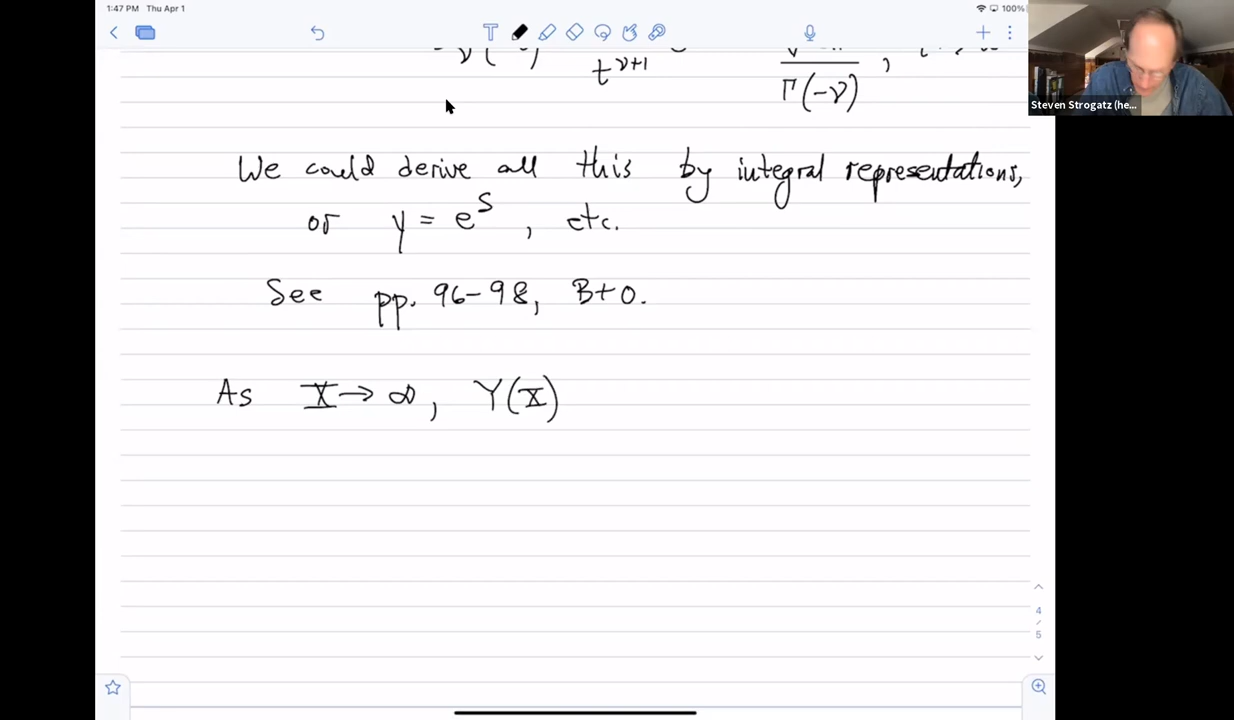 1:47 PM Thu Apr 1
100%
Steven Strogatz (he...
t^{ν+1}
Γ(-ν) ,
We could derive all this by integral representations,
or y = e^S , etc.
See pp. 96-98, B+O.
As X → ∞, Y(X)
4
/
5